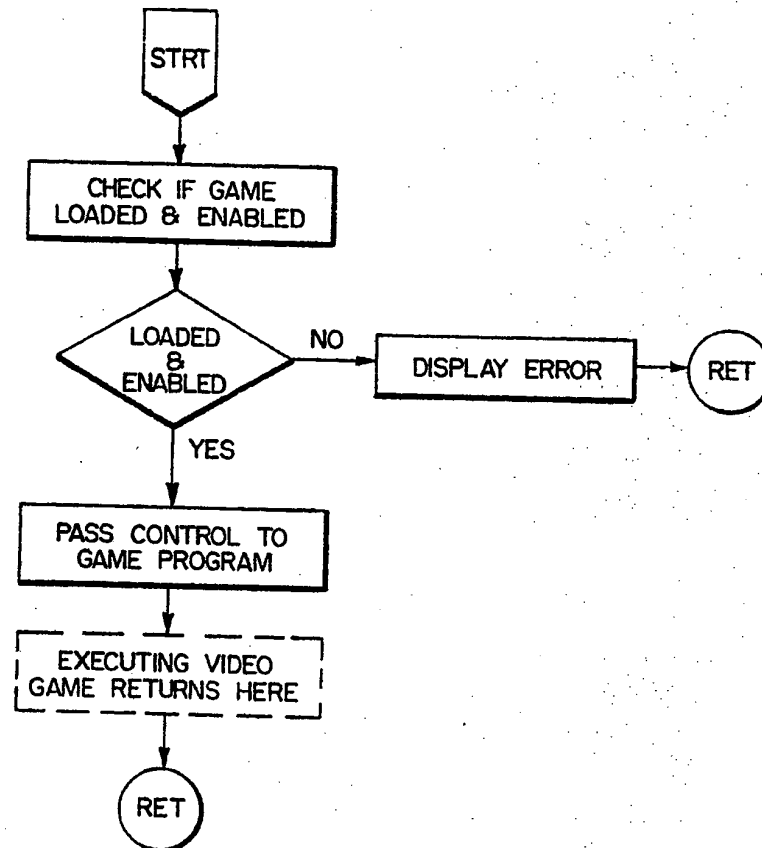 STRT
CHECK IF GAME
LOADED & ENABLED
LOADED
&
ENABLED
NO
DISPLAY ERROR
RET
YES
PASS CONTROL TO
GAME PROGRAM
EXECUTING VIDEO
GAME RETURNS HERE
RET